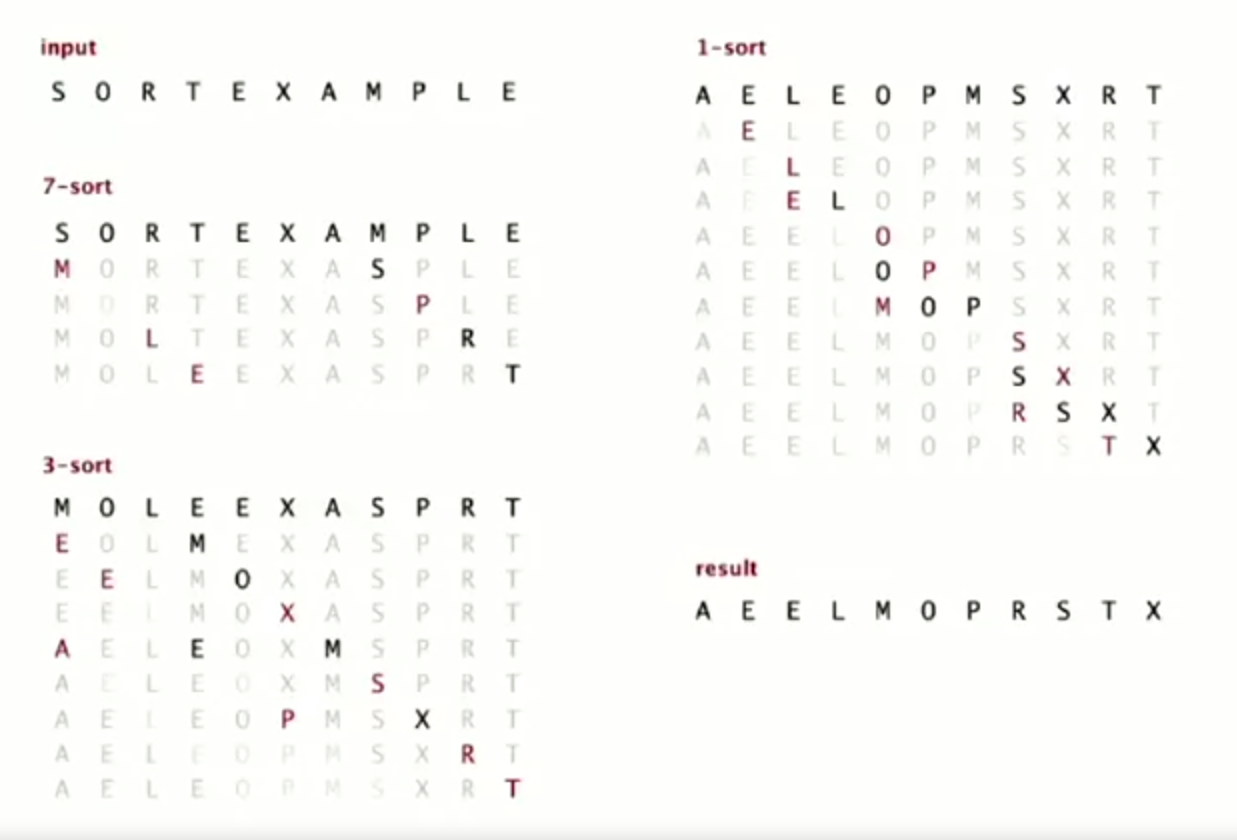 input
S O R T E X A M P L E
7-sort
S O R T E X A M P L E
M O R T E X A S P L E
M O R T E X A S P L E
M O L T E X A S P R E
M O L E E X A S P R T
3-sort
M O L E E X A S P R T
E O L M E X A S P R T
E E L M O X A S P R T
E E L M O X A S P R T
A E L E O X M S P R T
A E L E O X M S P R T
A E L E O P M S X R T
A E L E O P M S X R T
A E L E O P M S X R T
1-sort
A E L E O P M S X R T
A E L E O P M S X R T
A E L E O P M S X R T
A E E L O P M S X R T
A E E L O P M S X R T
A E E L O P M S X R T
A E E L M O P S X R T
A E E L M O P S X R T
A E E L M O P S X R T
A E E L M O P R S X T
A E E L M O P R S T X
result
A E E L M O P R S T X